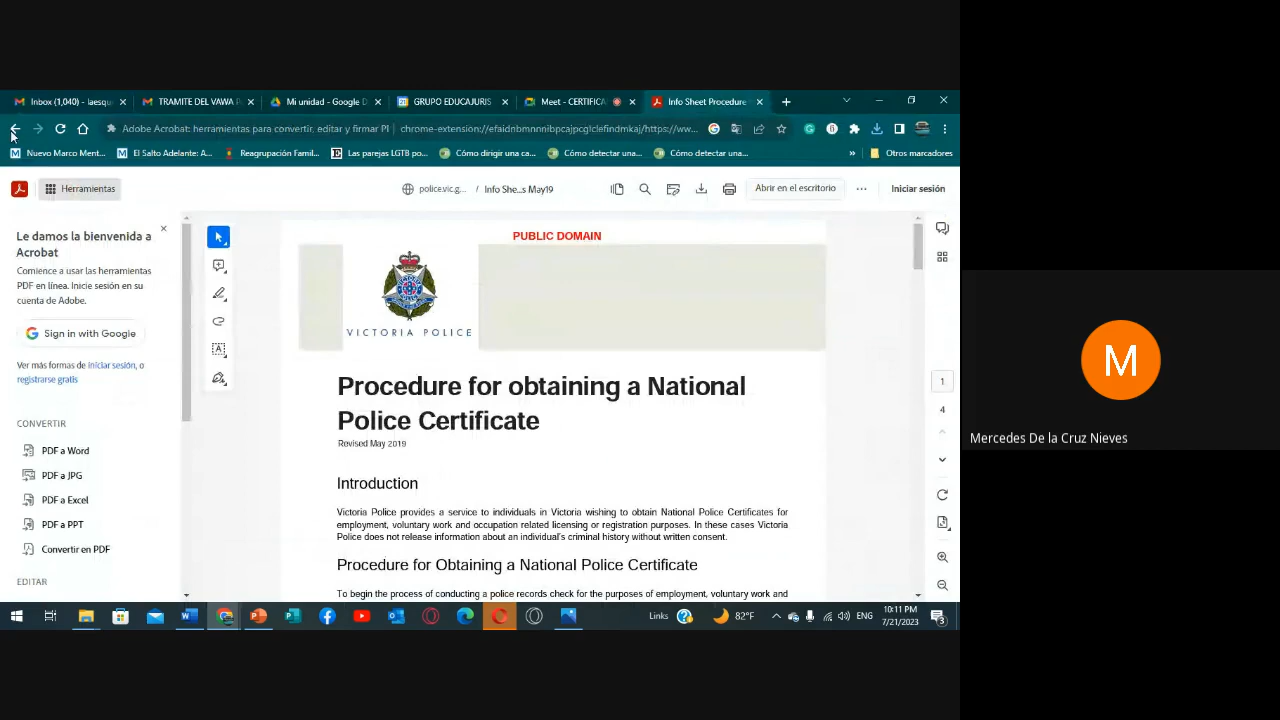 Inbox (1,040) - laesqu
TRAMITE DEL VAWA P
Mi unidad - Google D
GRUPO EDUCAJURIS
Meet - CERTIFICA
Info Sheet Procedure
Adobe Acrobat: herramientas para convertir, editar y firmar PI
chrome-extension://efaidnbmnnnibpcajpcglclefindmkaj/https://ww...
Nuevo Marco Ment...
El Salto Adelante: A...
Reagrupación Famil...
Las parejas LGTB po...
Cómo dirigir una ca...
Cómo detectar una...
Cómo detectar una...
»
Otros marcadores
Herramientas
police.vic.g... / Info She...s May19
Abrir en el escritorio
Iniciar sesión
Le damos la bienvenida a
Acrobat
Comience a usar las herramientas
PDF en línea. Inicie sesión en su
cuenta de Adobe.
Sign in with Google
Ver más formas de iniciar sesión, o
registrarse gratis
CONVERTIR
PDF a Word
PDF a JPG
PDF a Excel
PDF a PPT
Convertir en PDF
EDITAR
PUBLIC DOMAIN
VICTORIA POLICE
Procedure for obtaining a National
Police Certificate
Revised May 2019
Introduction
Victoria Police provides a service to individuals in Victoria wishing to obtain National Police Certificates for
employment, voluntary work and occupation related licensing or registration purposes. In these cases Victoria
Police does not release information about an individual's criminal history without written consent.
Procedure for Obtaining a National Police Certificate
To begin the process of conducting a police records check for the purposes of employment, voluntary work and
1
4
Links
82°F
ENG
10:11 PM
7/21/2023
3
M
Mercedes De la Cruz Nieves